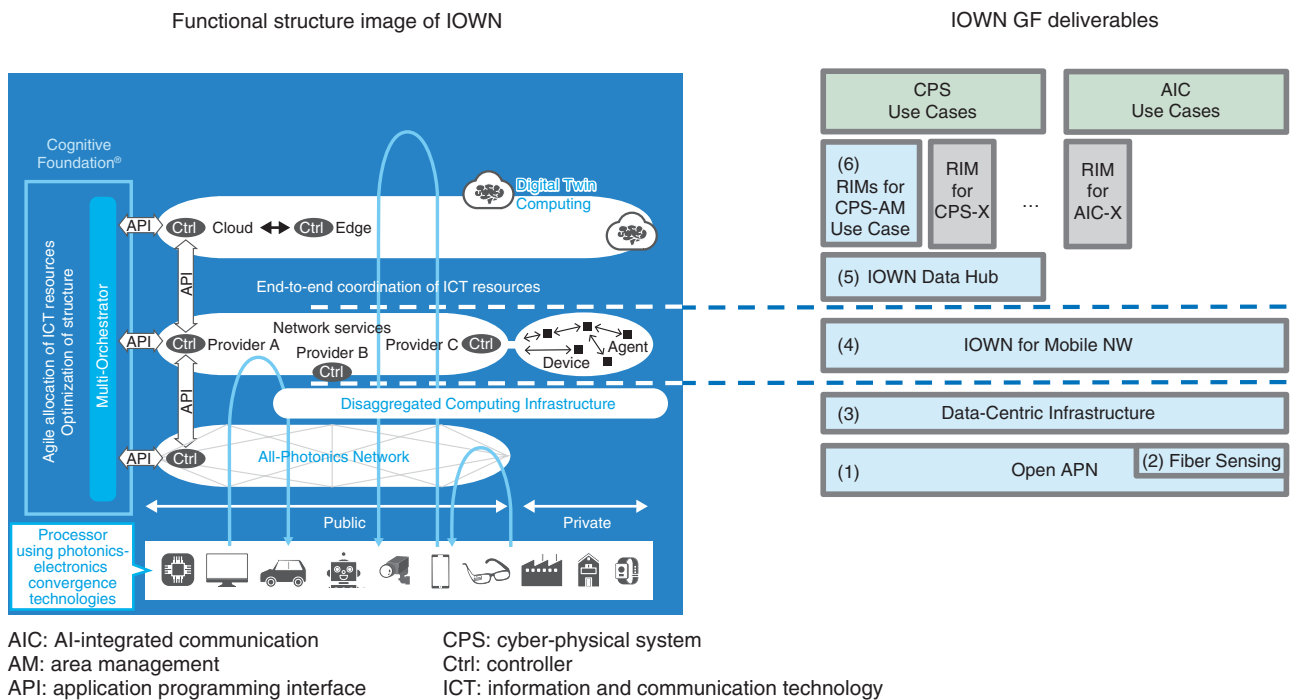 Functional structure image of IOWN
IOWN GF deliverables
Cognitive
Foundation®
Agile allocation of ICT resources
Optimization of structure
Multi-Orchestrator
API
Ctrl
Cloud
Ctrl
Edge
Digital Twin
Computing
API
End-to-end coordination of ICT resources
API
Ctrl
Network services
Provider A
Provider B
Ctrl
Provider C
Ctrl
Device
Agent
API
Disaggregated Computing Infrastructure
API
Ctrl
All-Photonics Network
Public
Private
Processor
using photonics-
electronics
convergence
technologies
CPS
Use Cases
AIC
Use Cases
(6)
RIMs for
CPS-AM
Use Case
RIM
for
CPS-X
...
RIM
for
AIC-X
(5) IOWN Data Hub
(4) IOWN for Mobile NW
(3) Data-Centric Infrastructure
(1) Open APN
(2) Fiber Sensing
AIC: AI-integrated communication
AM: area management
API: application programming interface
CPS: cyber-physical system
Ctrl: controller
ICT: information and communication technology